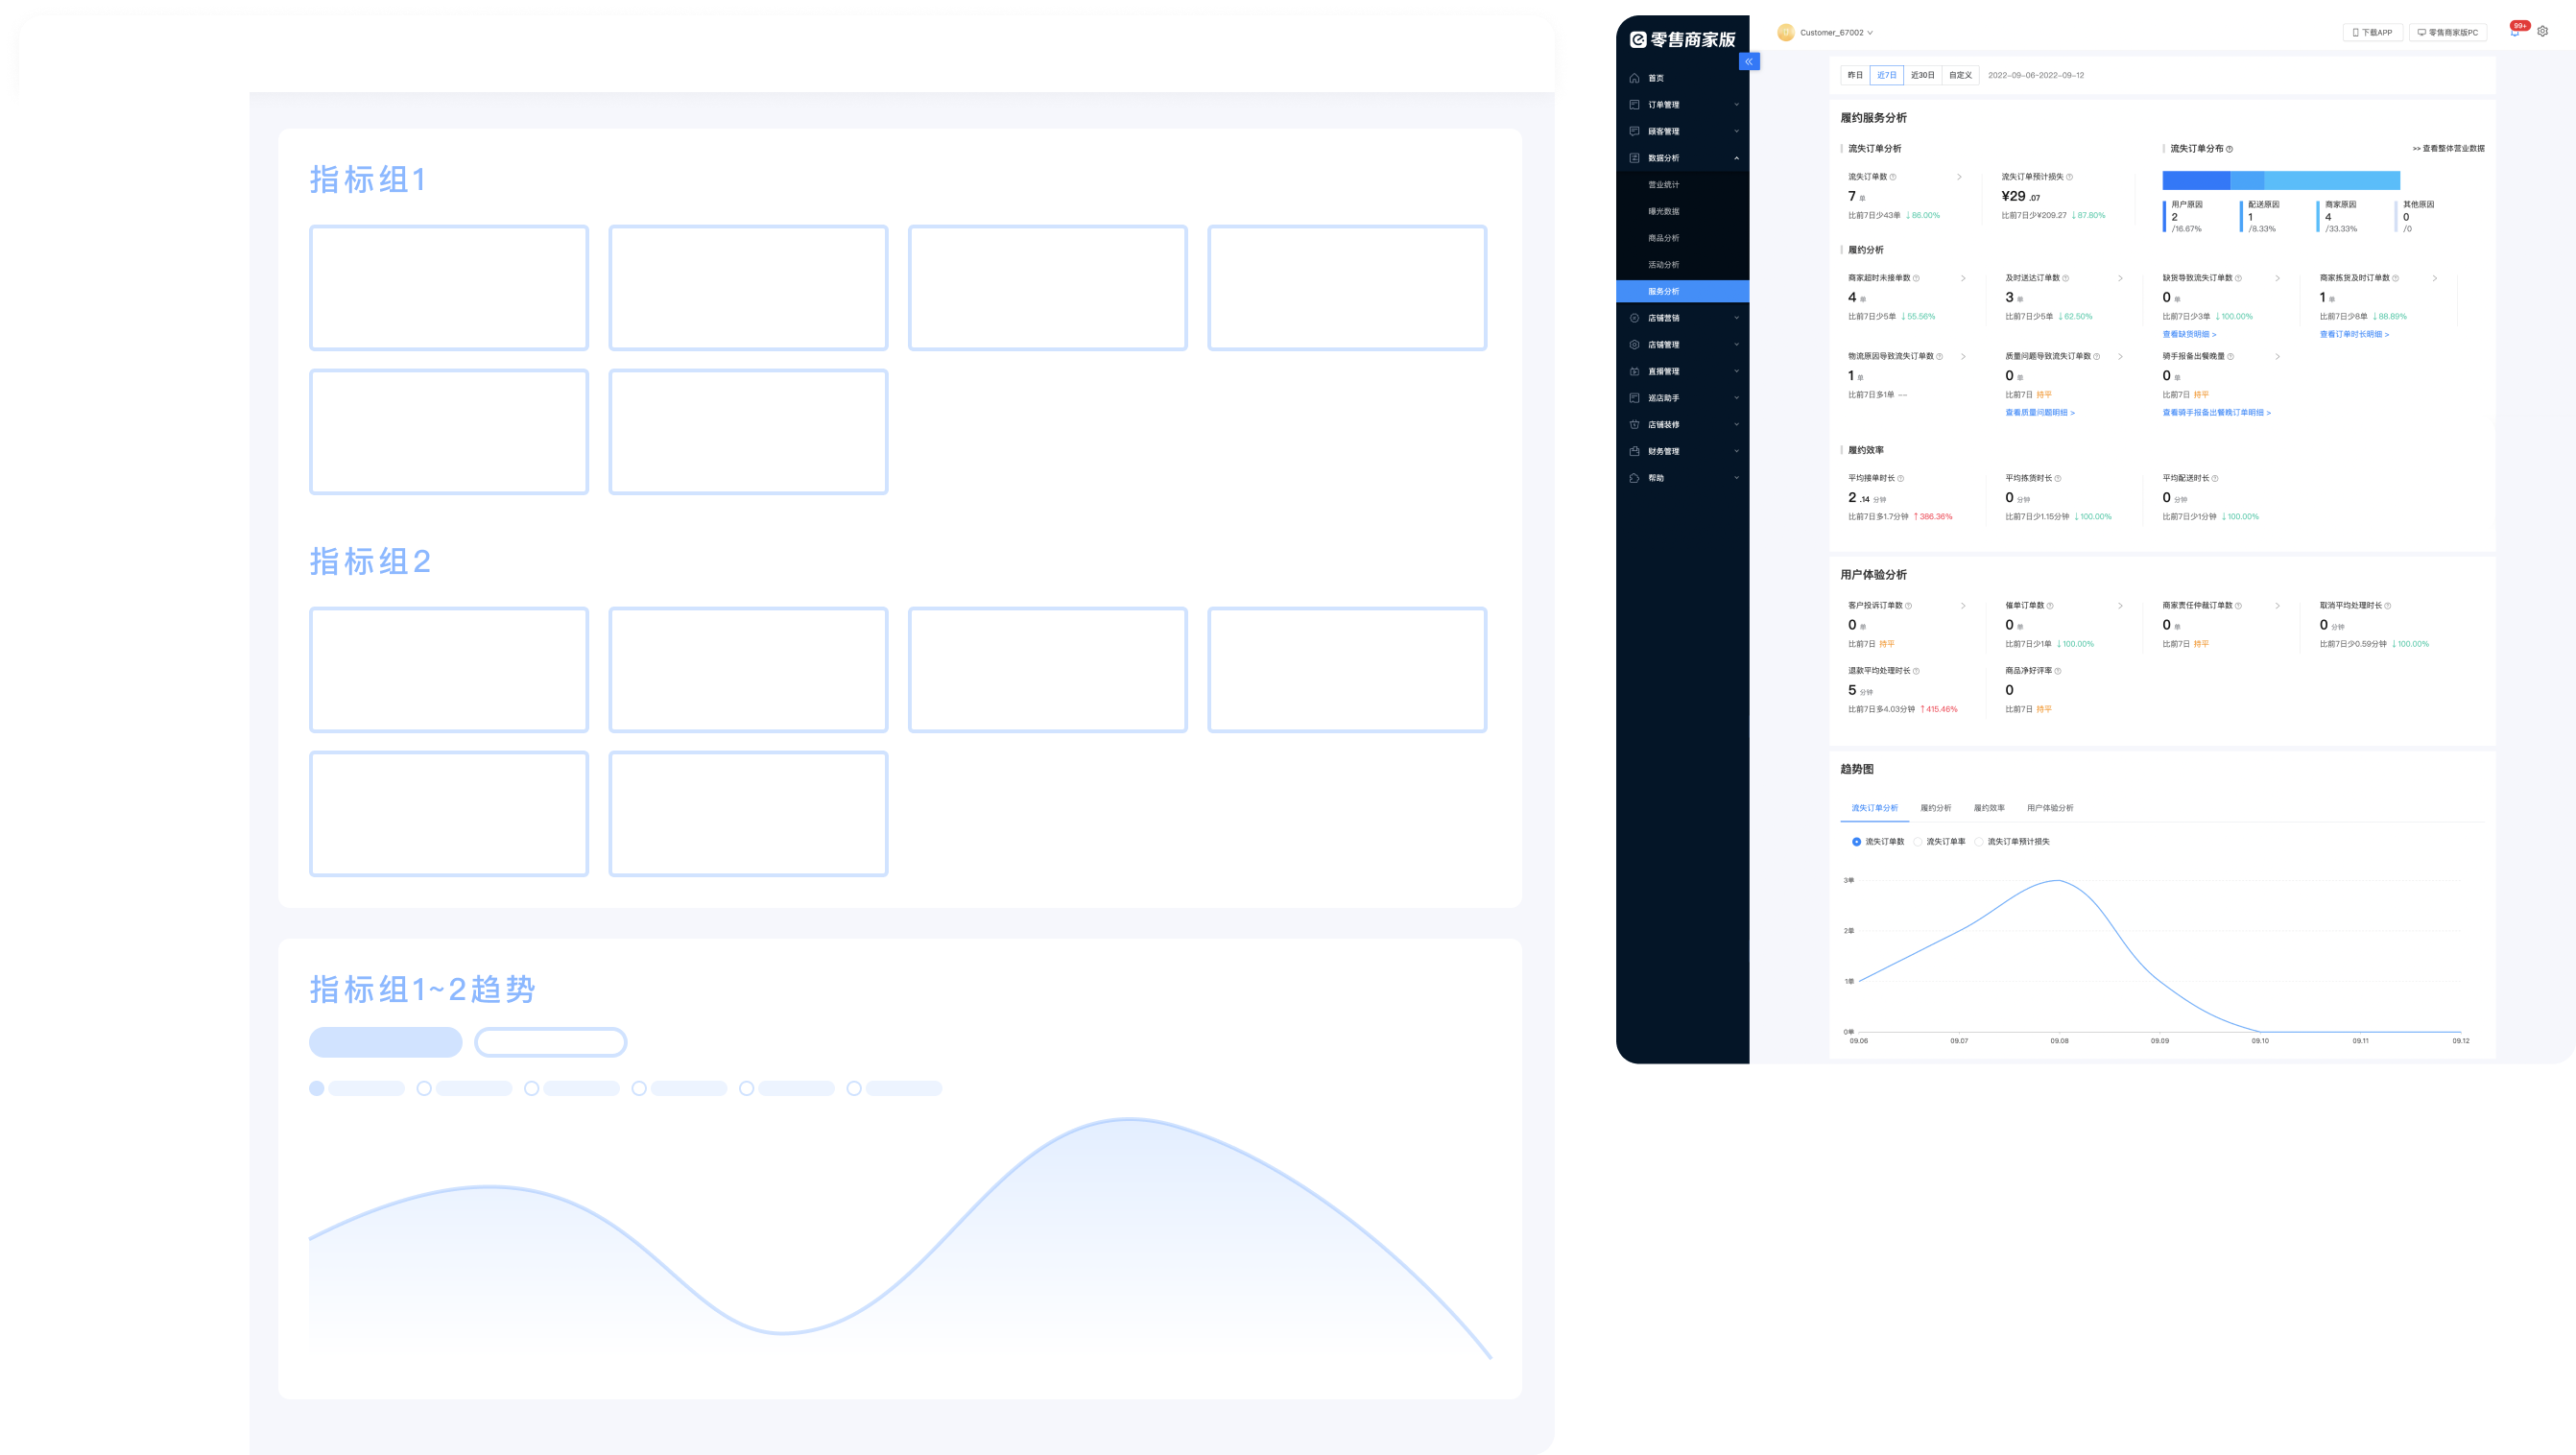 指标组1
指标组2
指标组1~2趋势
零售商家版
首页
订单管理
顾客管理
数据分析
营业统计
曝光数据
商品分析
活动分析
服务分析
店铺营销
店铺管理
直播管理
巡店助手
店铺装修
财务管理
帮助
Customer_67002
下载APP
零售商家版PC
99+
昨日 近7日 近30日 自定义 2022-09-06-2022-09-12
履约服务分析
流失订单分析
流失订单数
7 单
比前7日少43单 ↓86.00%
流失订单预计损失
¥29 .07
比前7日少¥209.27 ↓87.80%
流失订单分布
>> 查看整体营业数据
用户原因
2
/16.67%
配送原因
1
/8.33%
商家原因
4
/33.33%
其他原因
0
/0
履约分析
商家超时未接单数
4 单
比前7日少5单 ↓55.56%
及时送达订单数
3 单
比前7日少5单 ↓62.50%
缺货导致流失订单数
0 单
比前7日少3单 ↓100.00%
查看缺货明细 >
商家拣货及时订单数
1 单
比前7日少8单 ↓88.89%
查看订单时长明细 >
物流原因导致流失订单数
1 单
比前7日多1单 --
质量问题导致流失订单数
0 单
比前7日 持平
查看质量问题明细 >
骑手报备出餐晚量
0 单
比前7日 持平
查看骑手报备出餐晚订单明细 >
履约效率
平均接单时长
2 .14 分钟
比前7日多1.7分钟 ↑386.36%
平均拣货时长
0 分钟
比前7日少1.15分钟 ↓100.00%
平均配送时长
0 分钟
比前7日少1分钟 ↓100.00%
用户体验分析
客户投诉订单数
0 单
比前7日 持平
催单订单数
0 单
比前7日少1单 ↓100.00%
商家责任仲裁订单数
0 单
比前7日 持平
取消平均处理时长
0 分钟
比前7日少0.59分钟 ↓100.00%
退款平均处理时长
5 分钟
比前7日多4.03分钟 ↑415.46%
商品净好评率
0
比前7日 持平
趋势图
流失订单分析 履约分析 履约效率 用户体验分析
流失订单数 流失订单率 流失订单预计损失
3单
2单
1单
0单
09.06 09.07 09.08 09.09 09.10 09.11 09.12